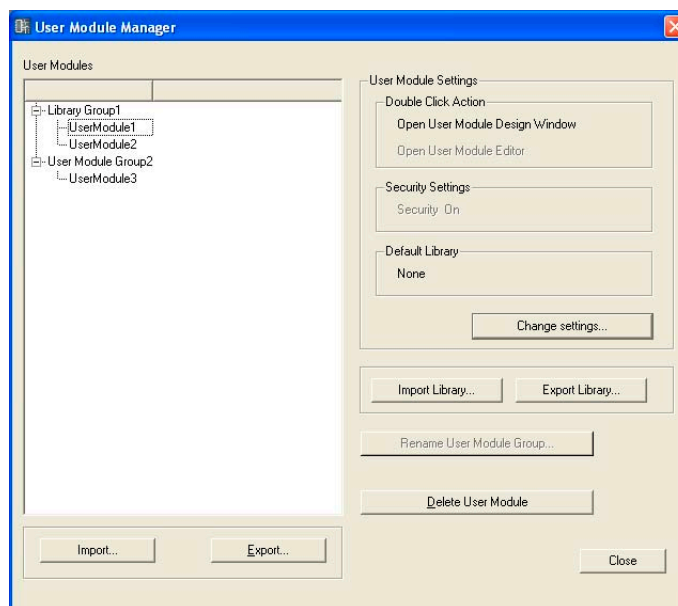 User Module Manager
User Modules
Library Group1
UserModule1
UserModule2
User Module Group2
UserModule3
Import...
Export...
User Module Settings
Double Click Action
Open User Module Design Window
Open User Module Editor
Security Settings
Security On
Default Library
None
Change settings...
Import Library...
Export Library...
Rename User Module Group...
Delete User Module
Close